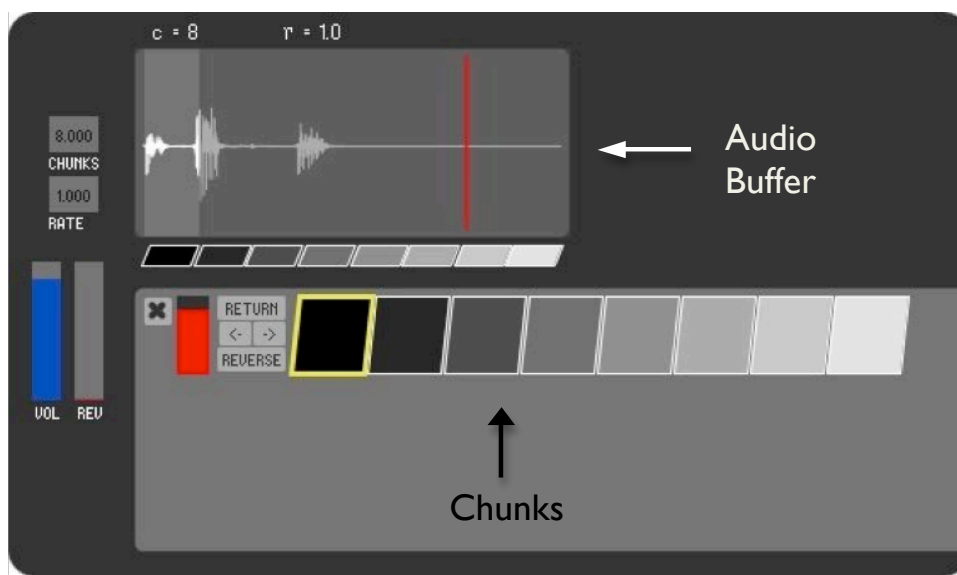 c = 8 r = 1.0
8.000
CHUNKS
1.000
RATE
Audio
Buffer
RETURN
<- ->
REVERSE
VOL REV
Chunks